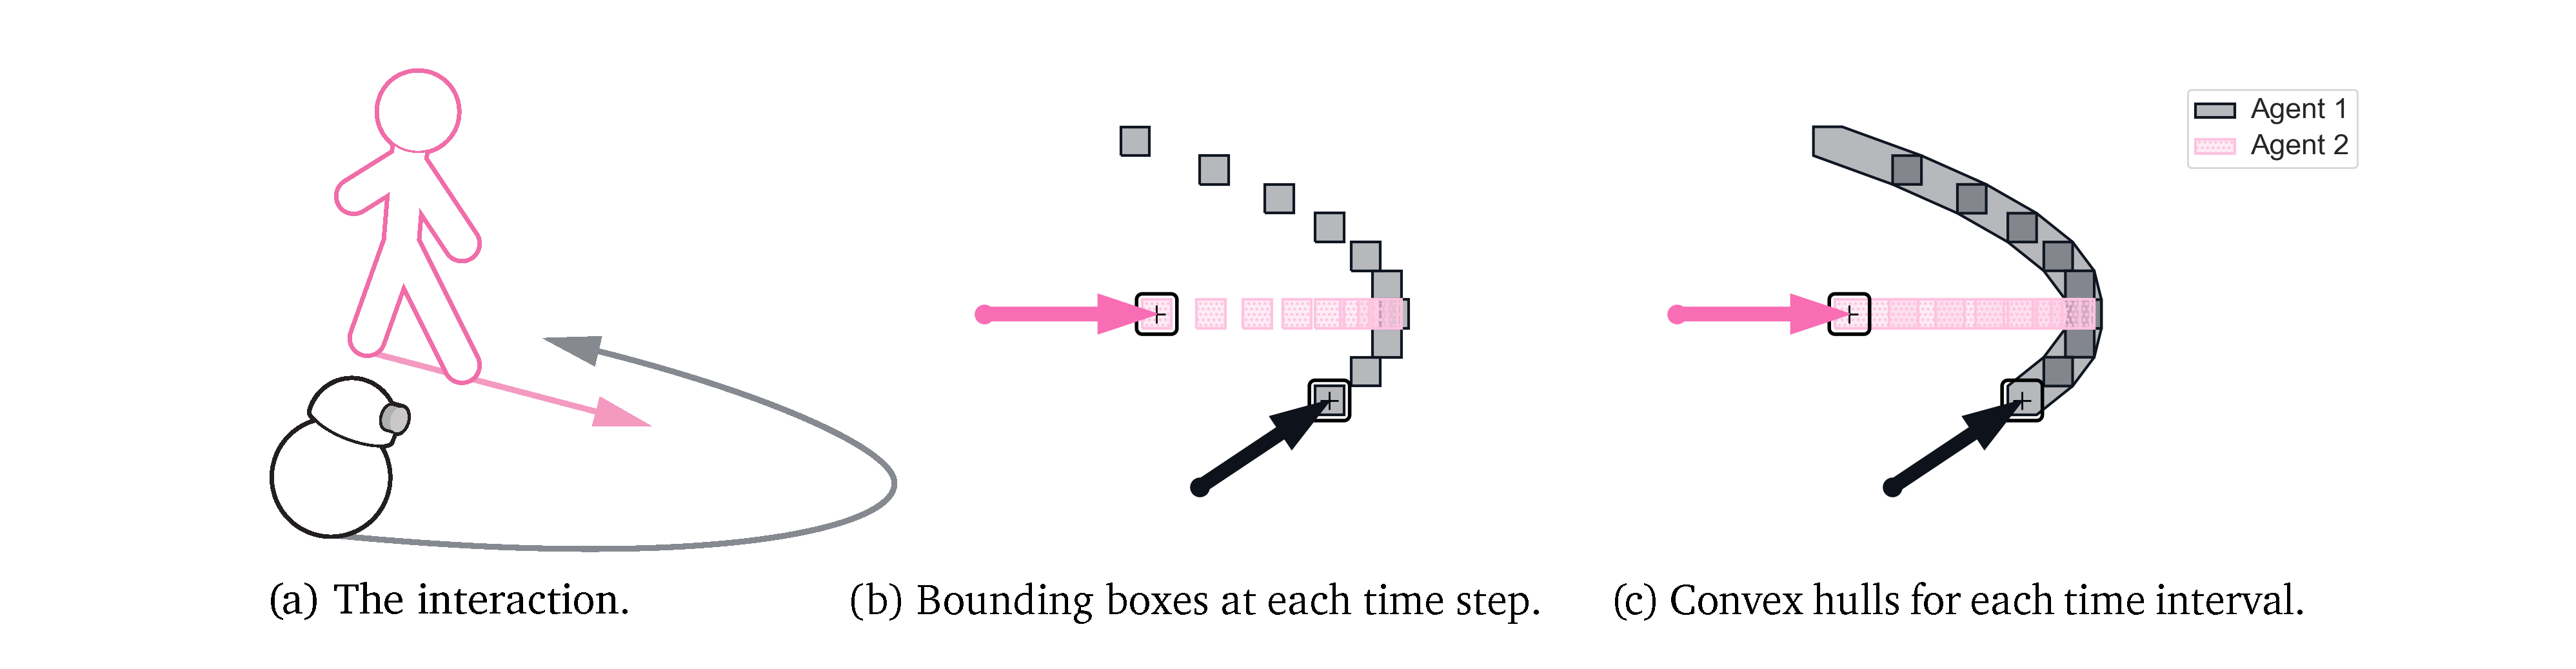 Agent 1
Agent 2
(a) The interaction.
(b) Bounding boxes at each time step.
(c) Convex hulls for each time interval.